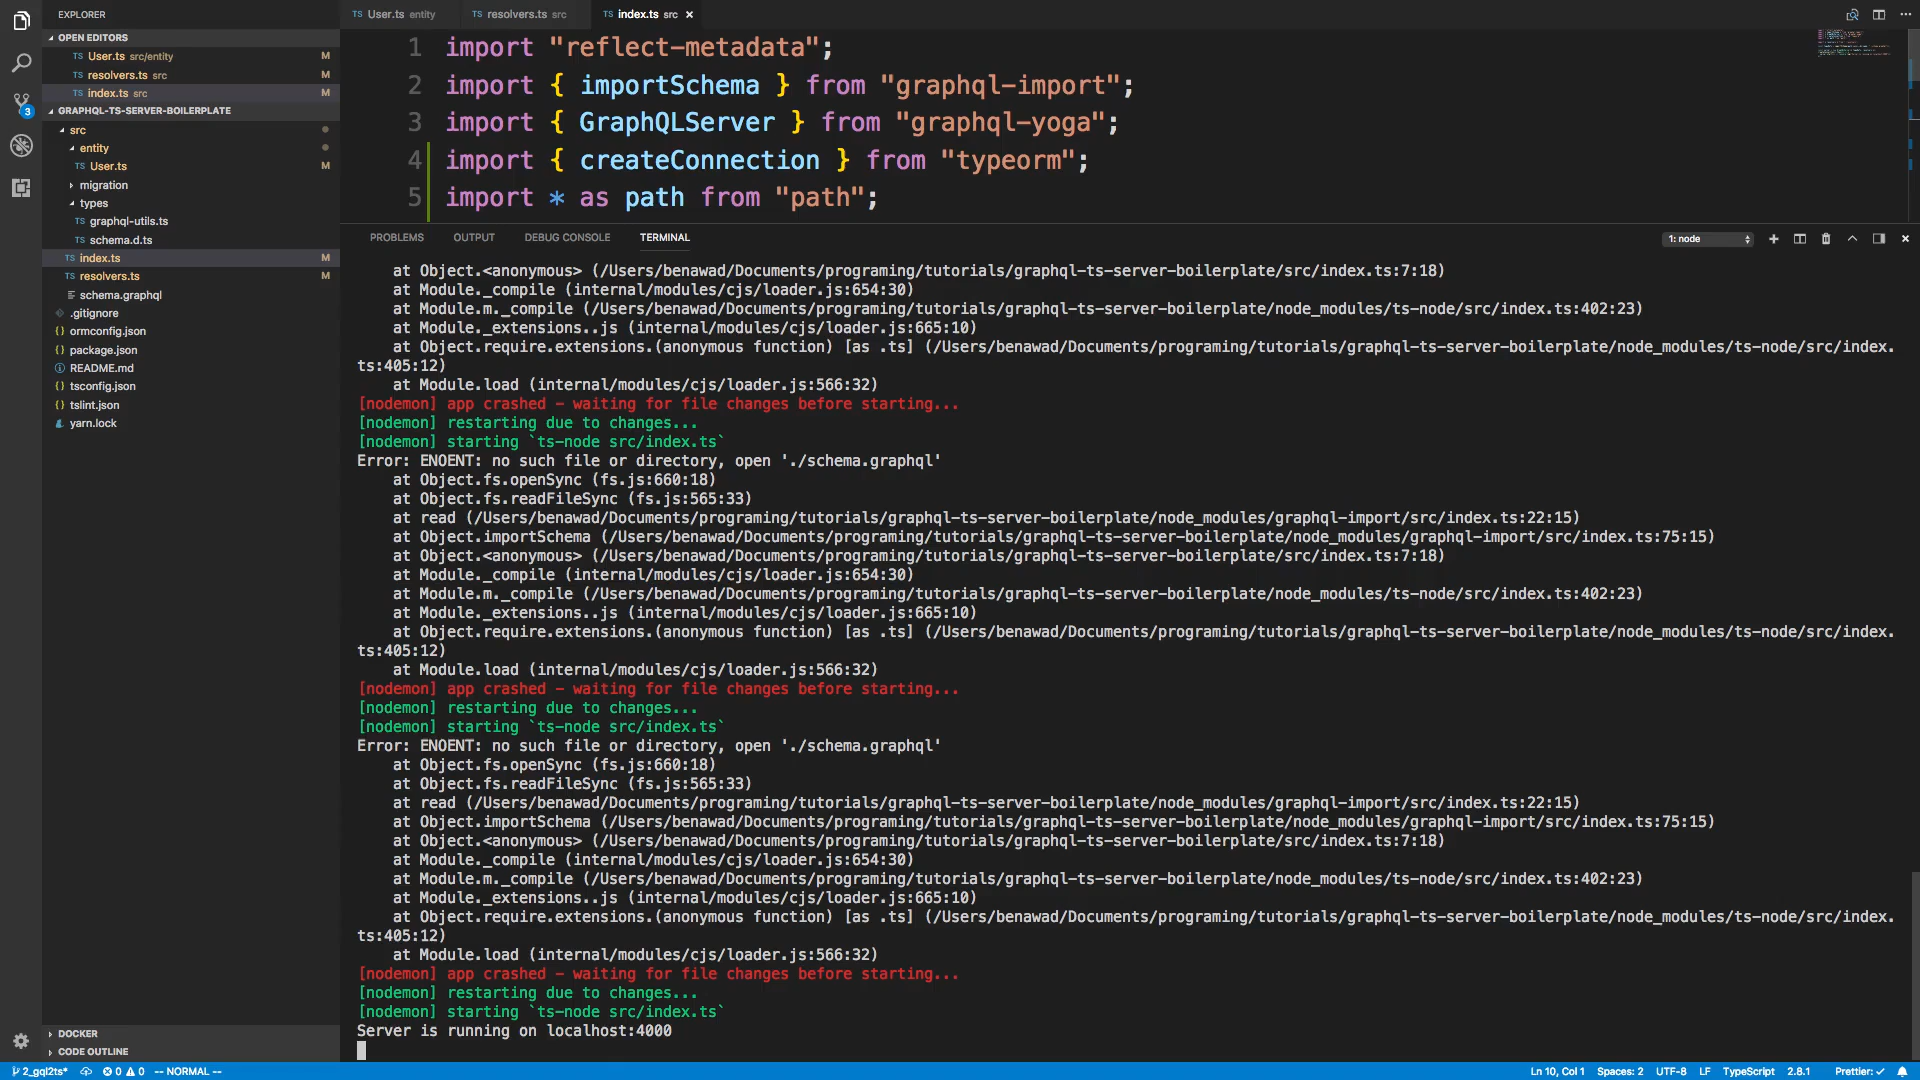 EXPLORER
OPEN EDITORS
TS User.ts src/entity M
TS resolvers.ts src M
TS index.ts src M
GRAPHQL-TS-SERVER-BOILERPLATE
src
entity
TS User.ts M
migration
types
TS graphql-utils.ts
TS schema.d.ts
TS index.ts M
TS resolvers.ts M
schema.graphql
.gitignore
{} ormconfig.json
{} package.json
README.md
{} tsconfig.json
{} tslint.json
yarn.lock
DOCKER
CODE OUTLINE
3
TS User.ts entity TS resolvers.ts src TS index.ts src ×
1 import "reflect-metadata";
2 import { importSchema } from "graphql-import";
3 import { GraphQLServer } from "graphql-yoga";
4 import { createConnection } from "typeorm";
5 import * as path from "path";
PROBLEMS OUTPUT DEBUG CONSOLE TERMINAL 1: node
at Object.<anonymous> (/Users/benawad/Documents/programing/tutorials/graphql-ts-server-boilerplate/src/index.ts:7:18)
at Module._compile (internal/modules/cjs/loader.js:654:30)
at Module.m._compile (/Users/benawad/Documents/programing/tutorials/graphql-ts-server-boilerplate/node_modules/ts-node/src/index.ts:402:23)
at Module._extensions..js (internal/modules/cjs/loader.js:665:10)
at Object.require.extensions.(anonymous function) [as .ts] (/Users/benawad/Documents/programing/tutorials/graphql-ts-server-boilerplate/node_modules/ts-node/src/index.
ts:405:12)
at Module.load (internal/modules/cjs/loader.js:566:32)
[nodemon] app crashed - waiting for file changes before starting...
[nodemon] restarting due to changes...
[nodemon] starting `ts-node src/index.ts`
Error: ENOENT: no such file or directory, open './schema.graphql'
at Object.fs.openSync (fs.js:660:18)
at Object.fs.readFileSync (fs.js:565:33)
at read (/Users/benawad/Documents/programing/tutorials/graphql-ts-server-boilerplate/node_modules/graphql-import/src/index.ts:22:15)
at Object.importSchema (/Users/benawad/Documents/programing/tutorials/graphql-ts-server-boilerplate/node_modules/graphql-import/src/index.ts:75:15)
at Object.<anonymous> (/Users/benawad/Documents/programing/tutorials/graphql-ts-server-boilerplate/src/index.ts:7:18)
at Module._compile (internal/modules/cjs/loader.js:654:30)
at Module.m._compile (/Users/benawad/Documents/programing/tutorials/graphql-ts-server-boilerplate/node_modules/ts-node/src/index.ts:402:23)
at Module._extensions..js (internal/modules/cjs/loader.js:665:10)
at Object.require.extensions.(anonymous function) [as .ts] (/Users/benawad/Documents/programing/tutorials/graphql-ts-server-boilerplate/node_modules/ts-node/src/index.
ts:405:12)
at Module.load (internal/modules/cjs/loader.js:566:32)
[nodemon] app crashed - waiting for file changes before starting...
[nodemon] restarting due to changes...
[nodemon] starting `ts-node src/index.ts`
Error: ENOENT: no such file or directory, open './schema.graphql'
at Object.fs.openSync (fs.js:660:18)
at Object.fs.readFileSync (fs.js:565:33)
at read (/Users/benawad/Documents/programing/tutorials/graphql-ts-server-boilerplate/node_modules/graphql-import/src/index.ts:22:15)
at Object.importSchema (/Users/benawad/Documents/programing/tutorials/graphql-ts-server-boilerplate/node_modules/graphql-import/src/index.ts:75:15)
at Object.<anonymous> (/Users/benawad/Documents/programing/tutorials/graphql-ts-server-boilerplate/src/index.ts:7:18)
at Module._compile (internal/modules/cjs/loader.js:654:30)
at Module.m._compile (/Users/benawad/Documents/programing/tutorials/graphql-ts-server-boilerplate/node_modules/ts-node/src/index.ts:402:23)
at Module._extensions..js (internal/modules/cjs/loader.js:665:10)
at Object.require.extensions.(anonymous function) [as .ts] (/Users/benawad/Documents/programing/tutorials/graphql-ts-server-boilerplate/node_modules/ts-node/src/index.
ts:405:12)
at Module.load (internal/modules/cjs/loader.js:566:32)
[nodemon] app crashed - waiting for file changes before starting...
[nodemon] restarting due to changes...
[nodemon] starting `ts-node src/index.ts`
Server is running on localhost:4000
2_gql2ts* 0 0 -- NORMAL -- Ln 10, Col 1 Spaces: 2 UTF-8 LF TypeScript 2.8.1 Prettier: ✓